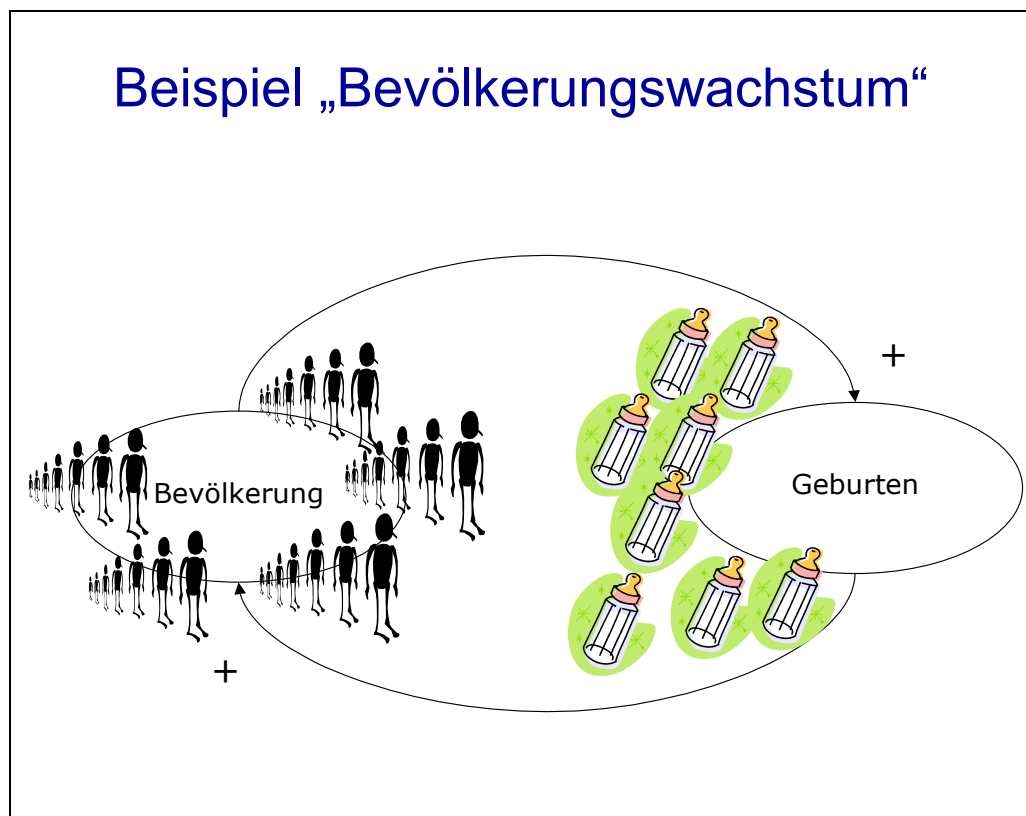 Beispiel „Bevölkerungswachstum“
+
Bevölkerung
Geburten
+